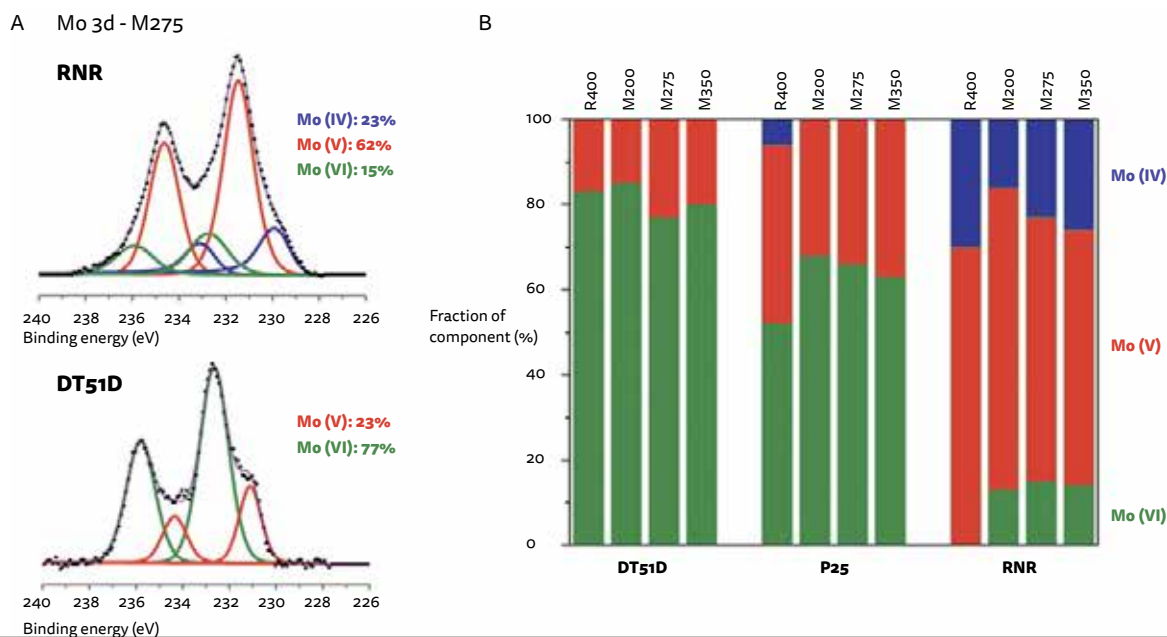 A Mo 3d - M275
RNR
Mo (IV): 23%
Mo (V): 62%
Mo (VI): 15%
240 238 236 234 232 230 228 226
Binding energy (eV)
DT51D
Mo (V): 23%
Mo (VI): 77%
240 238 236 234 232 230 228 226
Binding energy (eV)
B
R400 M200 M275 M350 R400 M200 M275 M350 R400 M200 M275 M350
100
80
60
40
20
0
Fraction of
component (%)
DT51D P25 RNR
Mo (IV)
Mo (V)
Mo (VI)